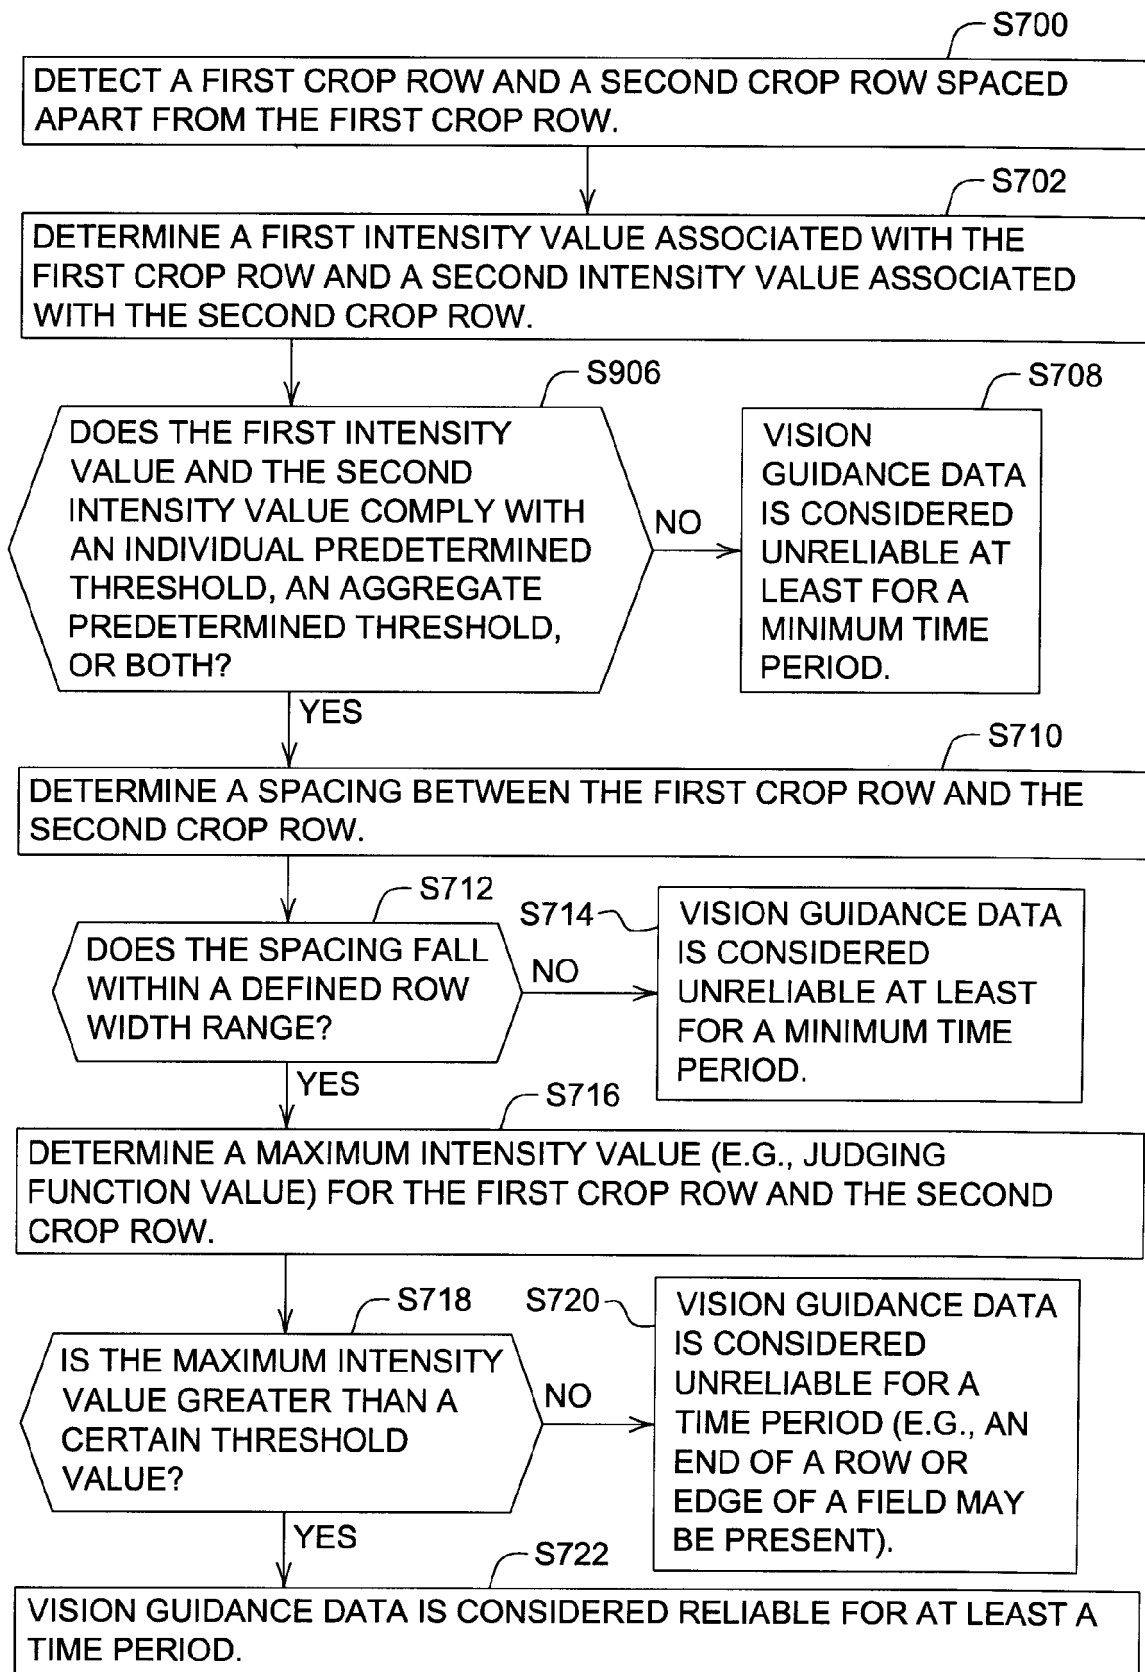 S700
DETECT A FIRST CROP ROW AND A SECOND CROP ROW SPACED
APART FROM THE FIRST CROP ROW.
S702
DETERMINE A FIRST INTENSITY VALUE ASSOCIATED WITH THE
FIRST CROP ROW AND A SECOND INTENSITY VALUE ASSOCIATED
WITH THE SECOND CROP ROW.
S906
DOES THE FIRST INTENSITY
VALUE AND THE SECOND
INTENSITY VALUE COMPLY WITH
AN INDIVIDUAL PREDETERMINED
THRESHOLD, AN AGGREGATE
PREDETERMINED THRESHOLD,
OR BOTH?
NO
S708
VISION
GUIDANCE DATA
IS CONSIDERED
UNRELIABLE AT
LEAST FOR A
MINIMUM TIME
PERIOD.
YES
S710
DETERMINE A SPACING BETWEEN THE FIRST CROP ROW AND THE
SECOND CROP ROW.
S712
DOES THE SPACING FALL
WITHIN A DEFINED ROW
WIDTH RANGE?
NO
S714
VISION GUIDANCE DATA
IS CONSIDERED
UNRELIABLE AT LEAST
FOR A MINIMUM TIME
PERIOD.
YES
S716
DETERMINE A MAXIMUM INTENSITY VALUE (E.G., JUDGING
FUNCTION VALUE) FOR THE FIRST CROP ROW AND THE SECOND
CROP ROW.
S718
IS THE MAXIMUM INTENSITY
VALUE GREATER THAN A
CERTAIN THRESHOLD
VALUE?
NO
S720
VISION GUIDANCE DATA
IS CONSIDERED
UNRELIABLE FOR A
TIME PERIOD (E.G., AN
END OF A ROW OR
EDGE OF A FIELD MAY
BE PRESENT).
YES
S722
VISION GUIDANCE DATA IS CONSIDERED RELIABLE FOR AT LEAST A
TIME PERIOD.